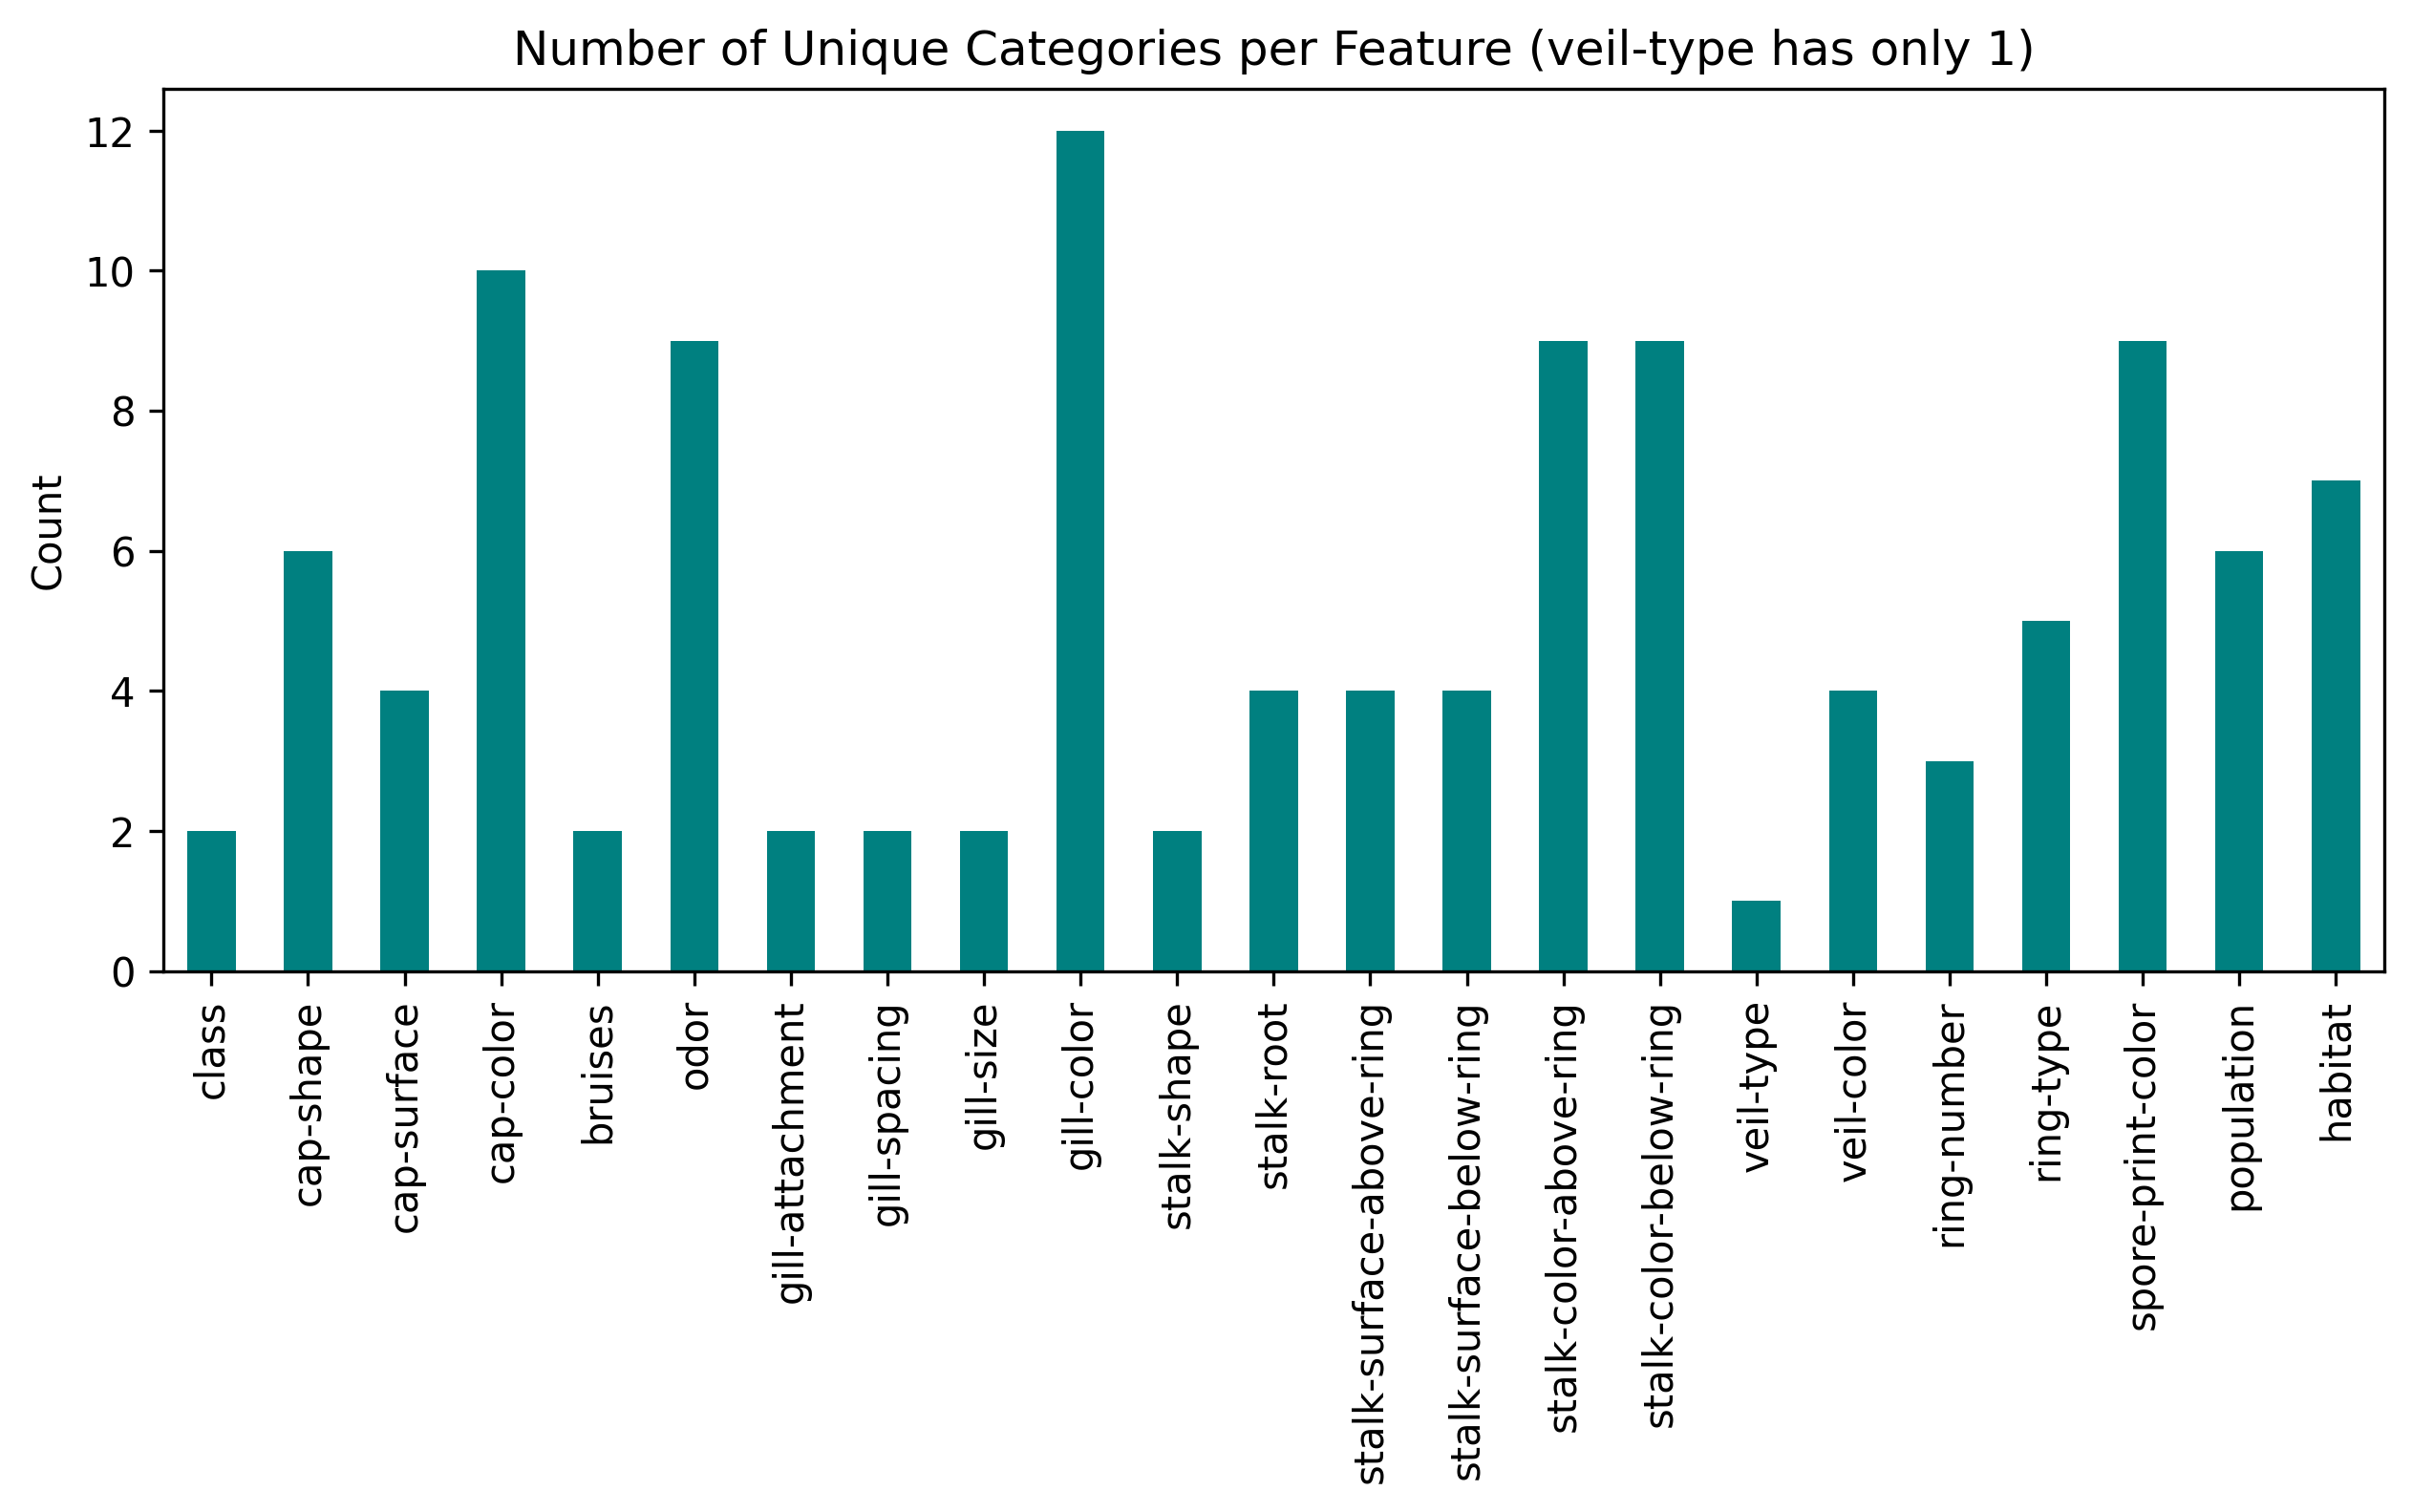 Number of Unique Categories per Feature (veil-type has only 1)
Count
12
10
8
6
4
2
0
class
cap-shape
cap-surface
cap-color
bruises
odor
gill-attachment
gill-spacing
gill-size
gill-color
stalk-shape
stalk-root
stalk-surface-above-ring
stalk-surface-below-ring
stalk-color-above-ring
stalk-color-below-ring
veil-type
veil-color
ring-number
ring-type
spore-print-color
population
habitat